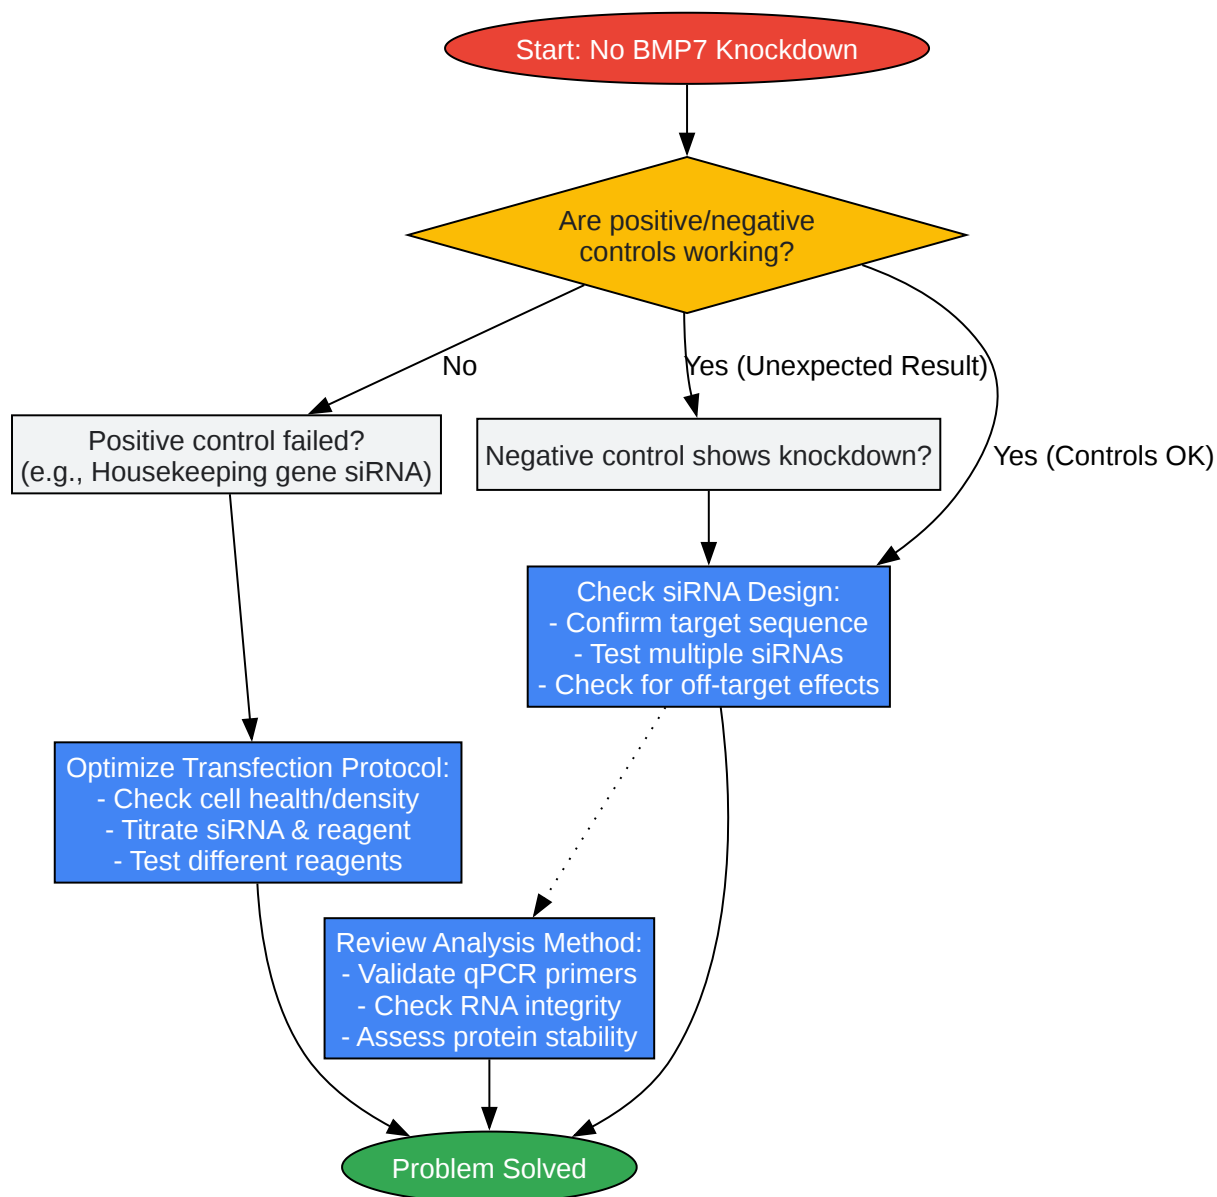 Start: No BMP7 Knockdown
Are positive/negative
controls working?
No
Yes (Unexpected Result)
Positive control failed?
(e.g., Housekeeping gene siRNA)
Negative control shows knockdown?
Yes (Controls OK)
Check siRNA Design:
- Confirm target sequence
- Test multiple siRNAs
- Check for off-target effects
Optimize Transfection Protocol:
- Check cell health/density
- Titrate siRNA & reagent
- Test different reagents
Review Analysis Method:
- Validate qPCR primers
- Check RNA integrity
- Assess protein stability
Problem Solved